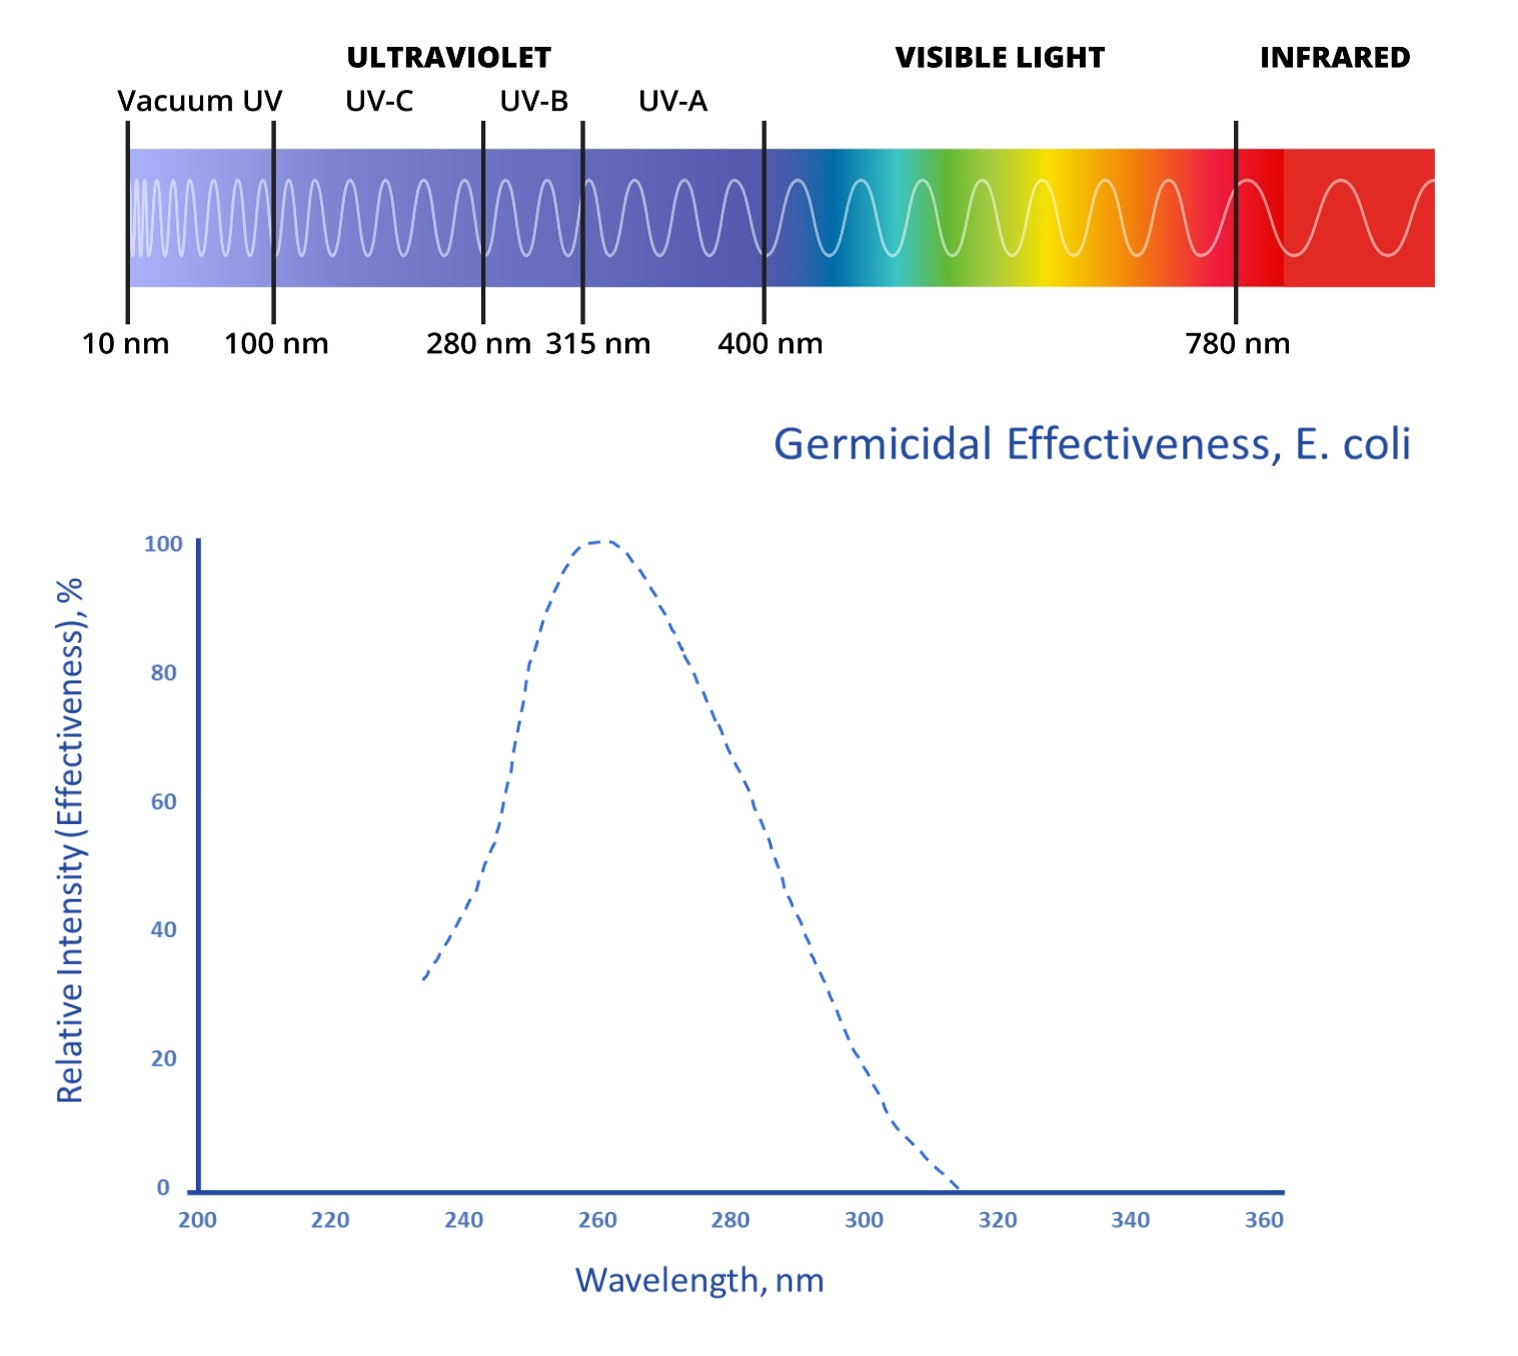 ULTRAVIOLET VISIBLE LIGHT INFRARED
Vacuum UV UV-C UV-B UV-A
10 nm 100 nm 280 nm 315 nm 400 nm 780 nm
Germicidal Effectiveness, E. coli
Relative Intensity (Effectiveness), %
100
80
60
40
20
0
200 220 240 260 280 300 320 340 360
Wavelength, nm